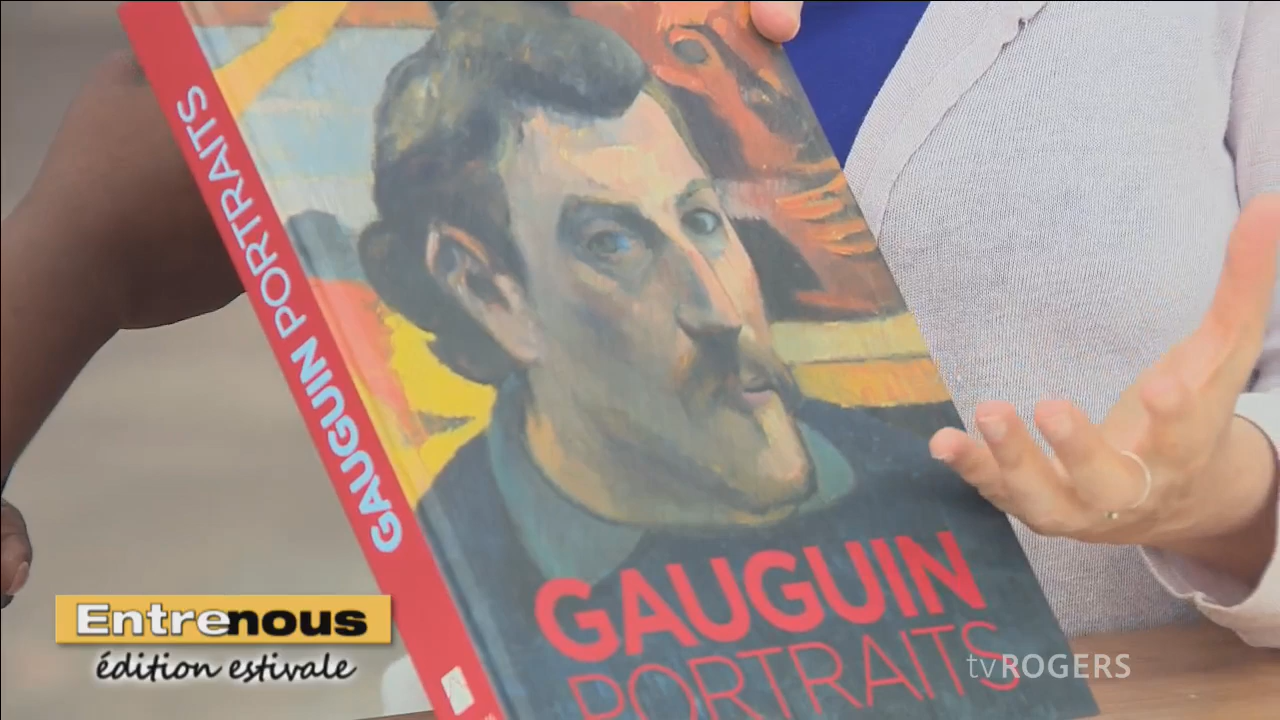 GAUGUIN PORTRAITS
GAUGUIN
PORTRAITS
Entrenous
édition estivale
tvROGERS